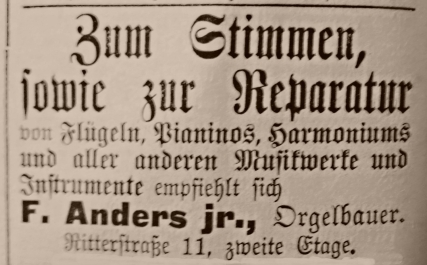 Zum Stimmen,
sowie zur Reparatur
von Flügeln, Pianinos, Harmoniums
und aller anderen Musikwerke und
Instrumente empfiehlt sich
F. Anders jr., Orgelbauer.
Ritterstraße 11, zweite Etage.